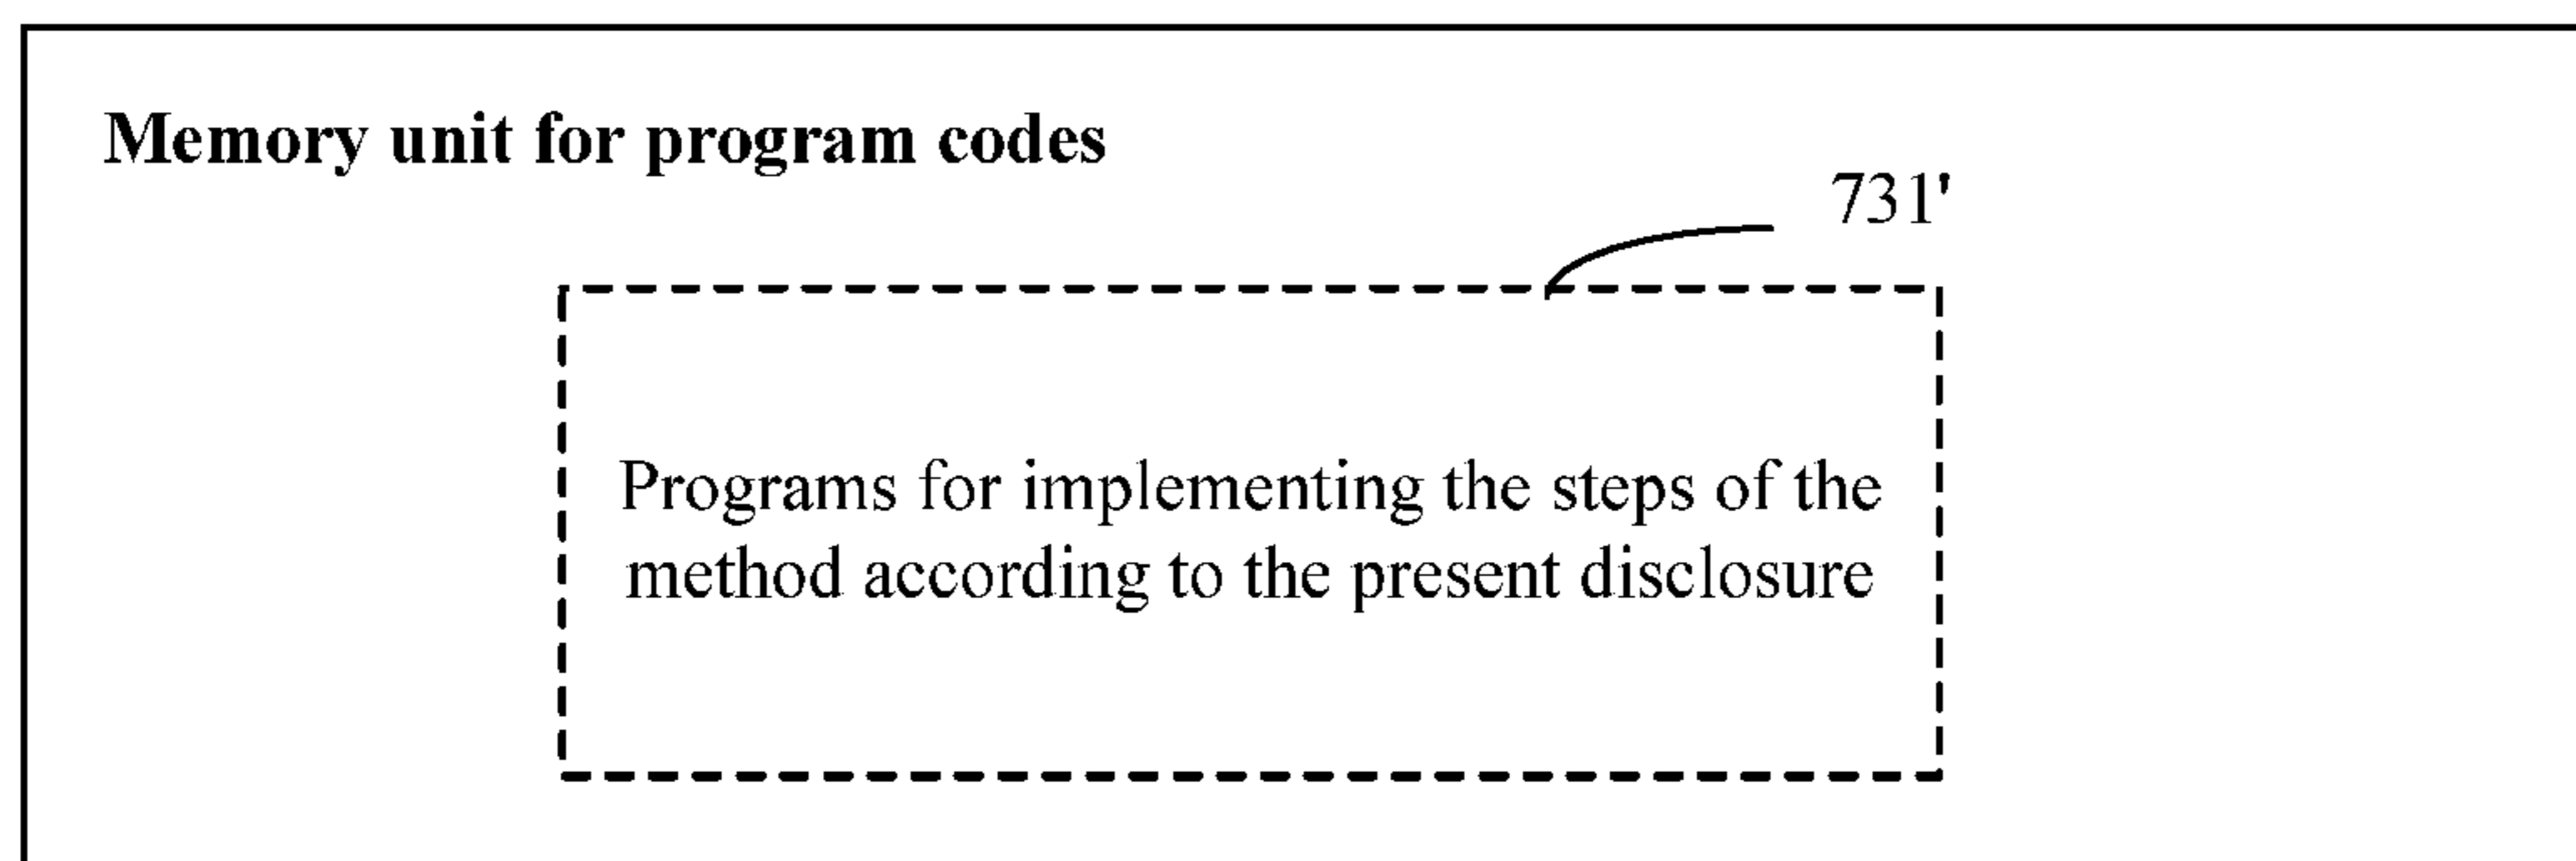 Memory unit for program codes
731'
Programs for implementing the steps of the
method according to the present disclosure